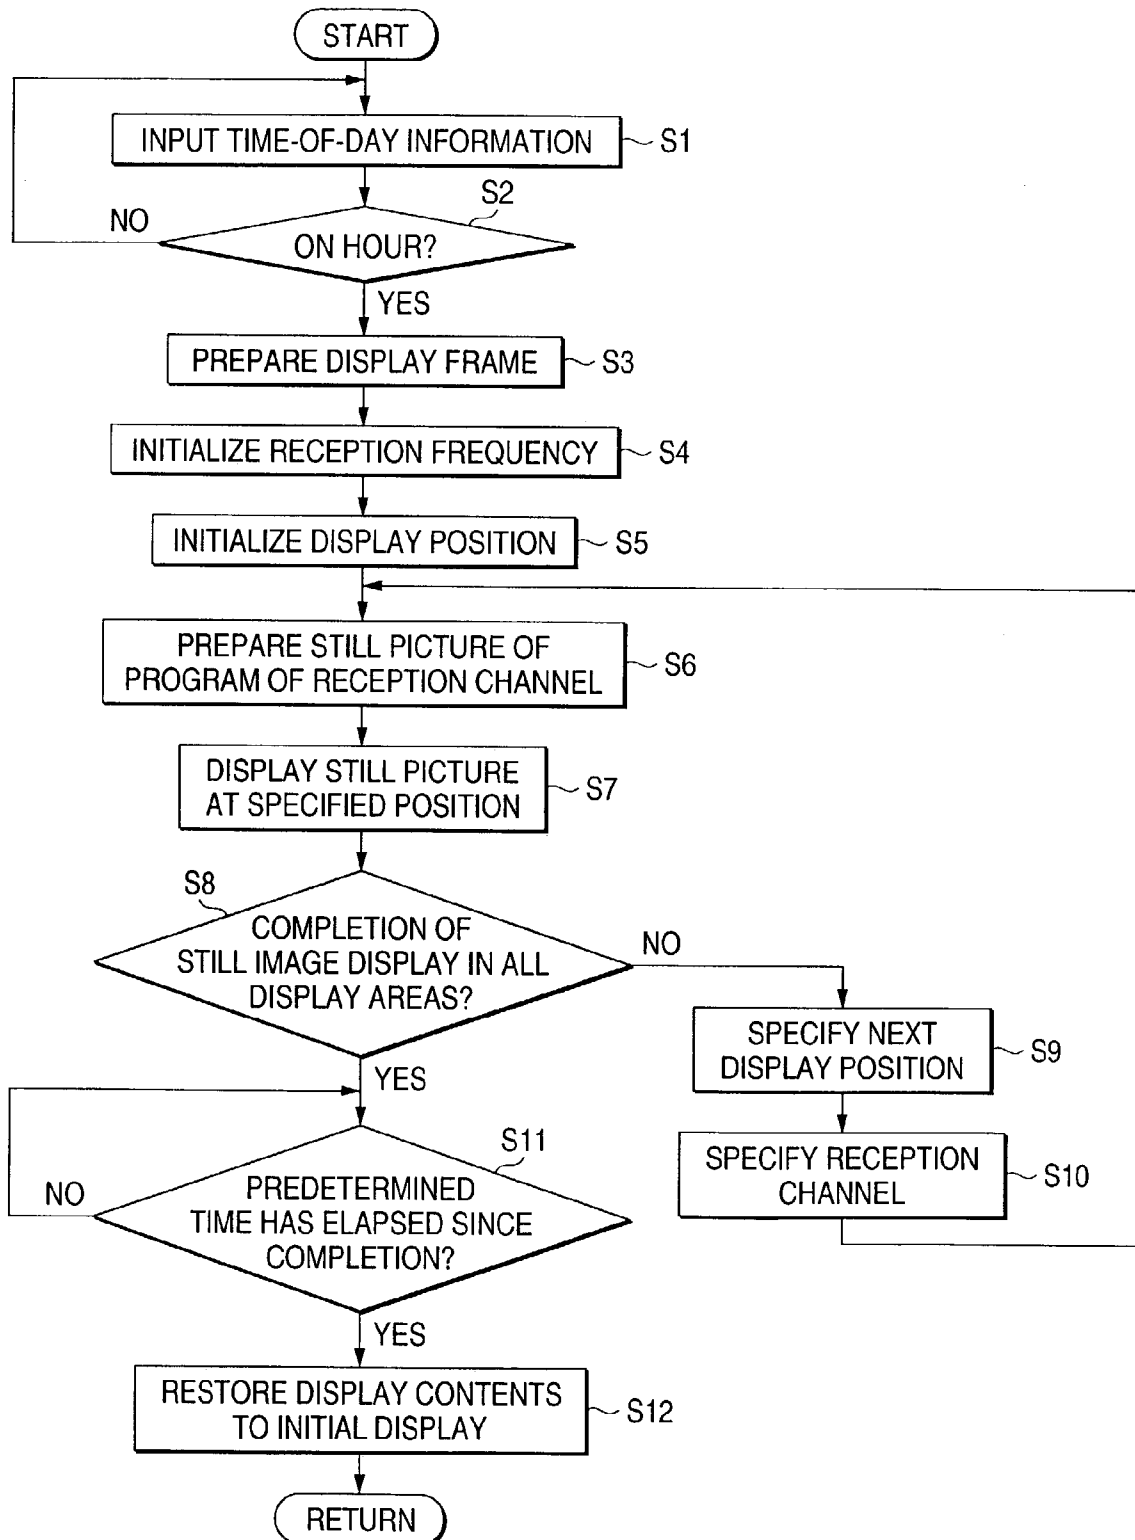 START
INPUT TIME-OF-DAY INFORMATION
S1
S2
NO
ON HOUR?
YES
PREPARE DISPLAY FRAME
S3
INITIALIZE RECEPTION FREQUENCY
S4
INITIALIZE DISPLAY POSITION
S5
PREPARE STILL PICTURE OF
PROGRAM OF RECEPTION CHANNEL
S6
DISPLAY STILL PICTURE
AT SPECIFIED POSITION
S7
S8
COMPLETION OF
STILL IMAGE DISPLAY IN ALL
DISPLAY AREAS?
NO
SPECIFY NEXT
DISPLAY POSITION
S9
SPECIFY RECEPTION
CHANNEL
S10
YES
S11
NO
PREDETERMINED
TIME HAS ELAPSED SINCE
COMPLETION?
YES
RESTORE DISPLAY CONTENTS
TO INITIAL DISPLAY
S12
RETURN